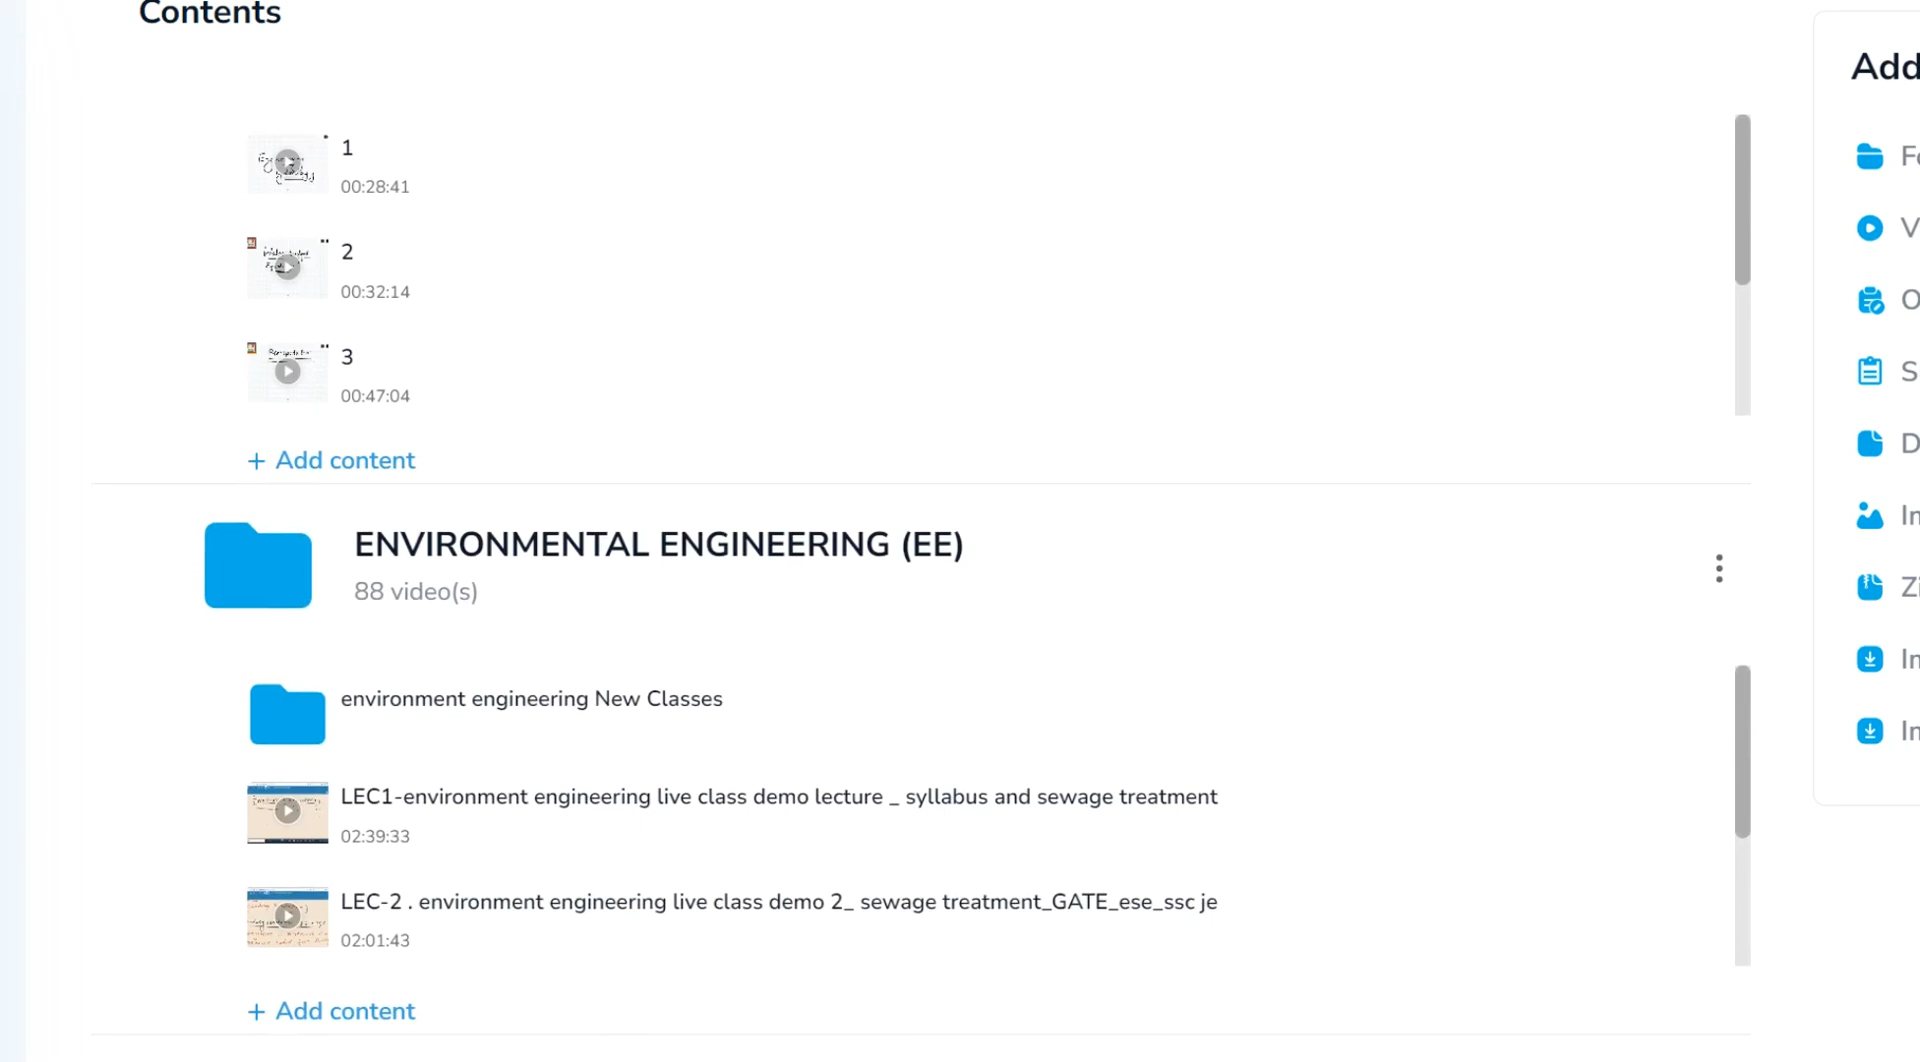 Contents
1
00:28:41
2
00:32:14
3
00:47:04
+ Add content
ENVIRONMENTAL ENGINEERING (EE)
88 video(s)
environment engineering New Classes
LEC1-environment engineering live class demo lecture _ syllabus and sewage treatment
02:39:33
LEC-2 . environment engineering live class demo 2_ sewage treatment_GATE_ese_ssc je
02:01:43
+ Add content
Add